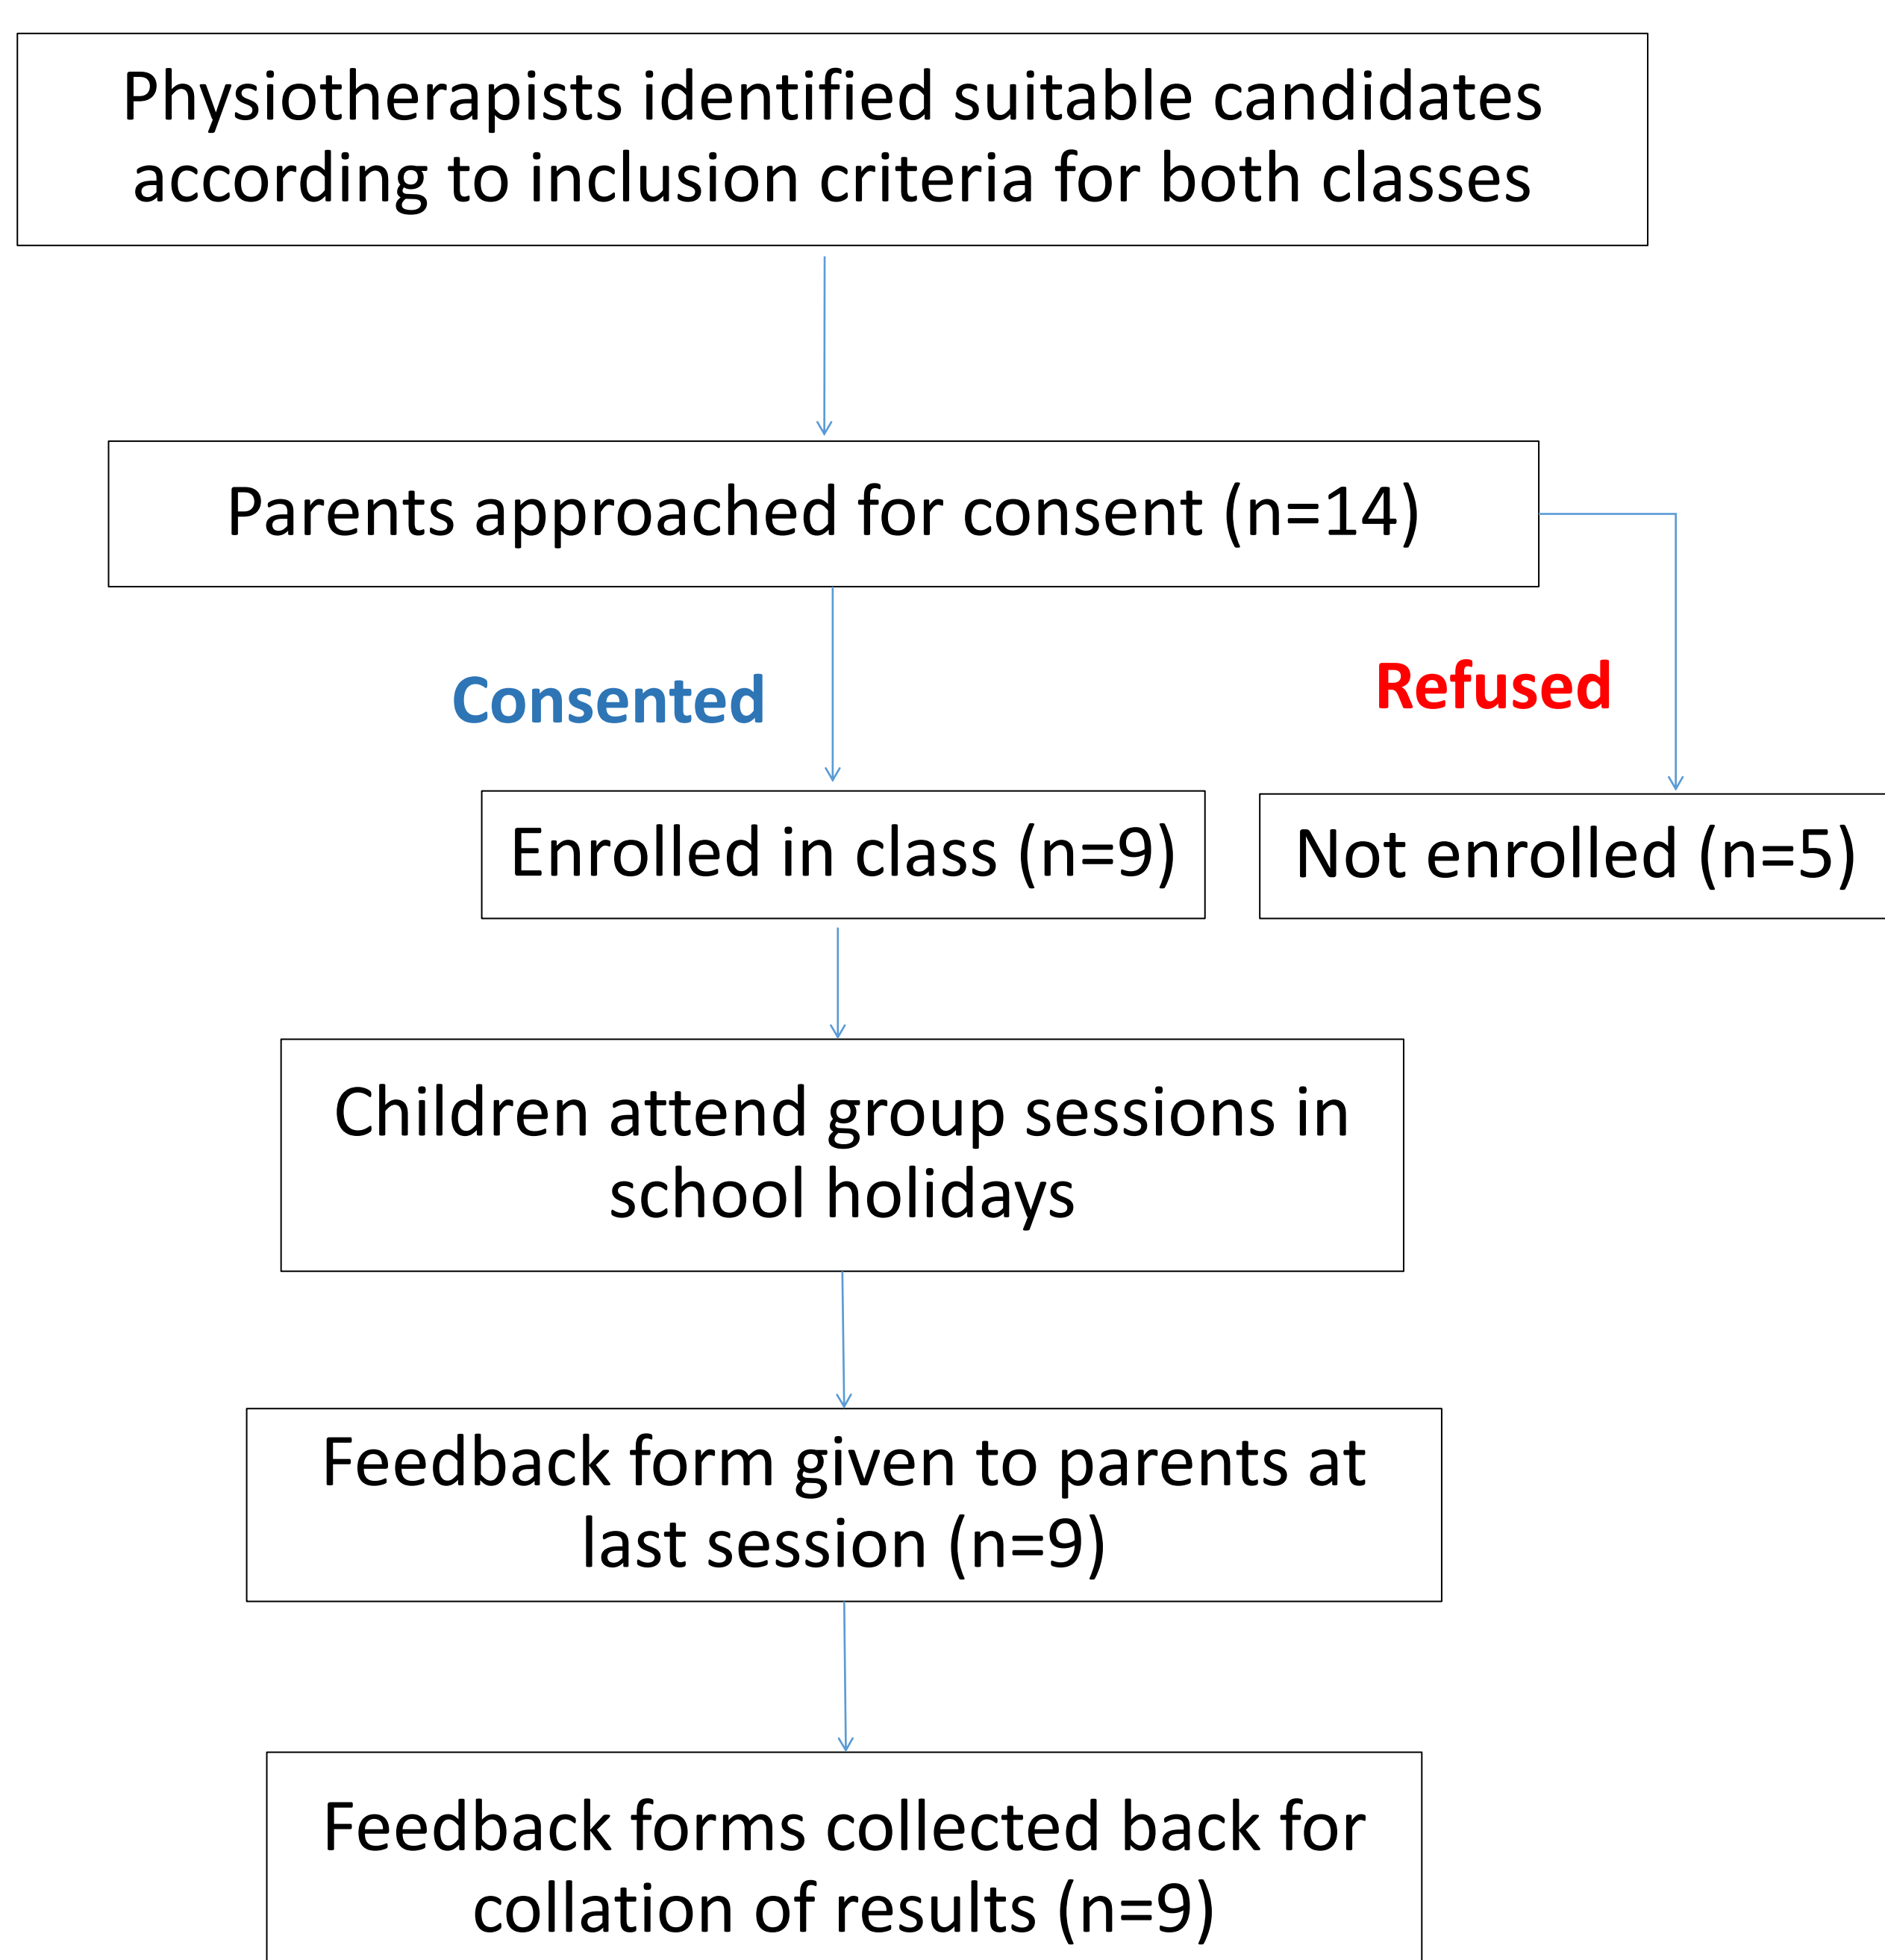 Physiotherapists identified suitable candidates
according to inclusion criteria for both classes
Parents approached for consent (n=14)
Consented
Refused
Enrolled in class (n=9)
Not enrolled (n=5)
Children attend group sessions in
school holidays
Feedback form given to parents at
last session (n=9)
Feedback forms collected back for
collation of results (n=9)